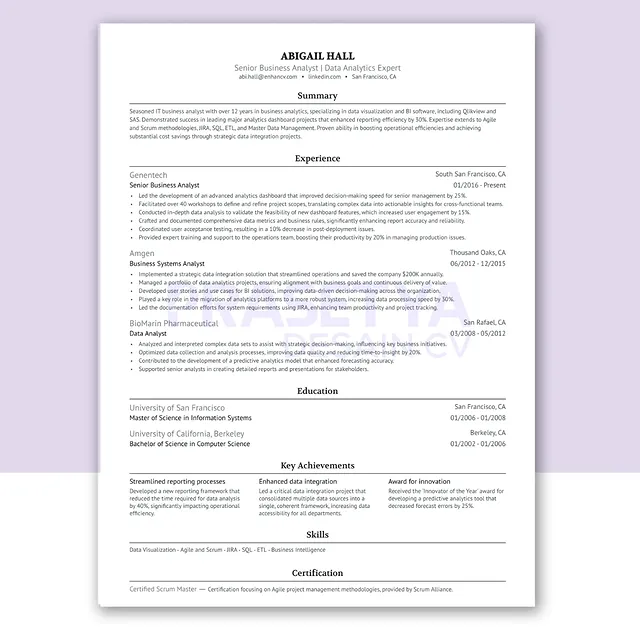 ABIGAIL HALL
Senior Business Analyst | Data Analytics Expert
abi.hall@enhancv.com • linkedin.com • San Francisco, CA
Summary
Seasoned IT business analyst with over 12 years in business analytics, specializing in data visualization and BI software, including Qlikview and
SAS. Demonstrated success in leading major analytics dashboard projects that enhanced reporting efficiency by 30%. Expertise extends to Agile
and Scrum methodologies, JIRA, SQL, ETL, and Master Data Management. Proven ability in boosting operational efficiencies and achieving
substantial cost savings through strategic data integration projects.
Experience
Genentech South San Francisco, CA
Senior Business Analyst 01/2016 - Present
• Led the development of an advanced analytics dashboard that improved decision-making speed for senior management by 25%.
• Facilitated over 40 workshops to define and refine project scopes, translating complex data into actionable insights for cross-functional teams.
• Conducted in-depth data analysis to validate the feasibility of new dashboard features, which increased user engagement by 15%.
• Crafted and documented comprehensive data metrics and business rules, significantly enhancing report accuracy and reliability.
• Coordinated user acceptance testing, resulting in a 10% decrease in post-deployment issues.
• Provided expert training and support to the operations team, boosting their productivity by 20% in managing production issues.
Amgen Thousand Oaks, CA
Business Systems Analyst 06/2012 - 12/2015
• Implemented a strategic data integration solution that streamlined operations and saved the company $200K annually.
• Managed a portfolio of data analytics projects, ensuring alignment with business goals and continuous delivery of value.
• Developed user stories and use cases for BI solutions, improving data-driven decision-making across the organization.
• Played a key role in the migration of analytics platforms to a more robust system, increasing data processing speed by 30%.
• Led the documentation efforts for system requirements using JIRA, enhancing team productivity and project tracking.
BioMarin Pharmaceutical San Rafael, CA
Data Analyst 03/2008 - 05/2012
• Analyzed and interpreted complex data sets to assist with strategic decision-making, influencing key business initiatives.
• Optimized data collection and analysis processes, improving data quality and reducing time-to-insight by 20%.
• Contributed to the development of a predictive analytics model that enhanced forecasting accuracy.
• Supported senior analysts in creating detailed reports and presentations for stakeholders.
Education
University of San Francisco San Francisco, CA
Master of Science in Information Systems 01/2006 - 01/2008
University of California, Berkeley Berkeley, CA
Bachelor of Science in Computer Science 01/2002 - 01/2006
Key Achievements
Streamlined reporting processes
Developed a new reporting framework that
reduced the time required for data analysis
by 40%, significantly impacting operational
efficiency.
Enhanced data integration
Led a critical data integration project that
consolidated multiple data sources into a
single, coherent framework, increasing data
accessibility for all departments.
Award for innovation
Received the 'Innovator of the Year' award for
developing a predictive analytics tool that
decreased forecast errors by 25%.
Skills
Data Visualization - Agile and Scrum - JIRA - SQL - ETL - Business Intelligence
Certification
Certified Scrum Master — Certification focusing on Agile project management methodologies, provided by Scrum Alliance.
DESAIN CV